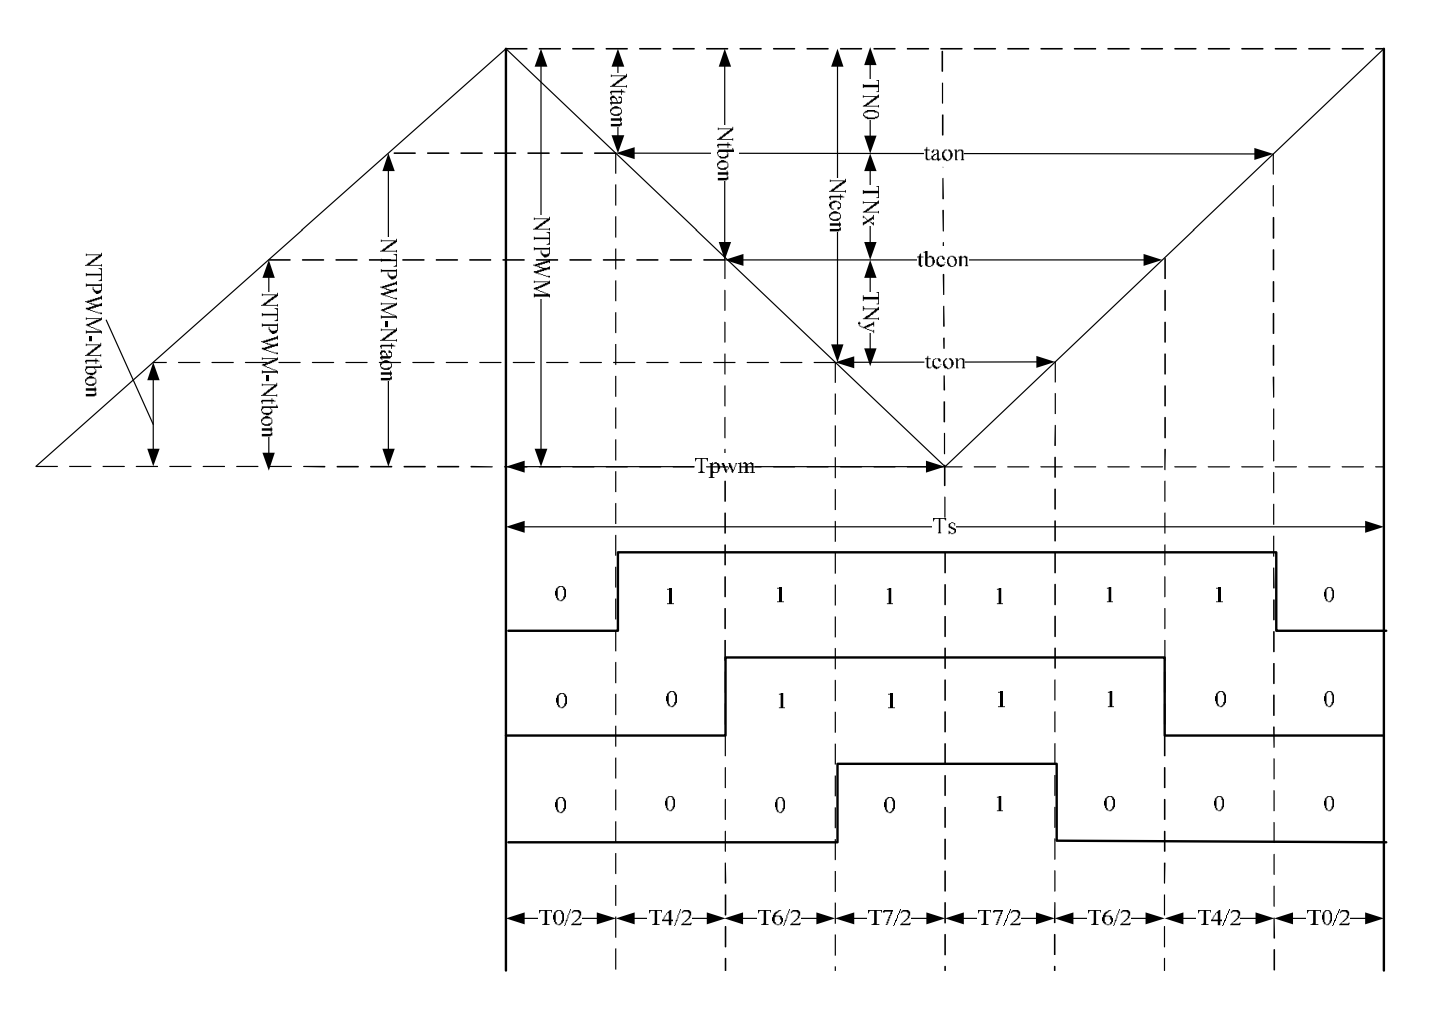 Ntaon
TN0
Ntbon
taon
Ntcon
TNx
NTPWM
NTPWM-Ntaon
NTPWM-Ntbon
tbcon
NTPWM-Ntbon
TNy
tcon
Tpwm
Ts
0 1 1 1 1 1 1 0
0 0 1 1 1 1 0 0
0 0 0 0 1 0 0 0
T0/2 T4/2 T6/2 T7/2 T7/2 T6/2 T4/2 T0/2